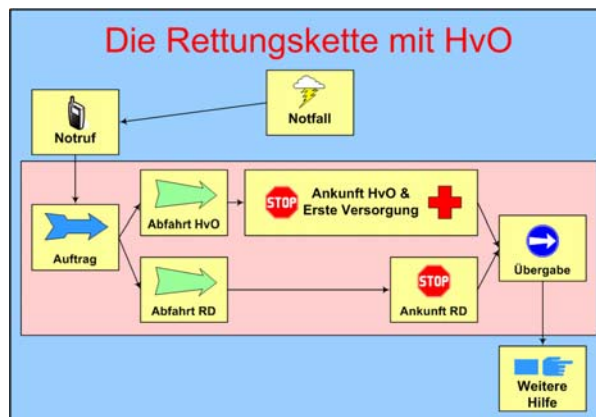 Die Rettungskette mit HvO
Notfall
Notruf
Auftrag
Abfahrt HvO
STOP
Ankunft HvO &
Erste Versorgung
Abfahrt RD
STOP
Ankunft RD
Übergabe
Weitere
Hilfe